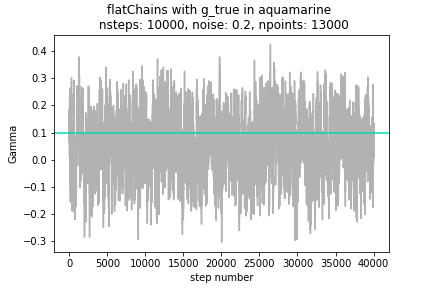 flatChains with g_true in aquamarine
nsteps: 10000, noise: 0.2, npoints: 13000
0.4
0.3
0.2
0.1
0.0
−0.1
−0.2
−0.3
Gamma
0 5000 10000 15000 20000 25000 30000 35000 40000
step number